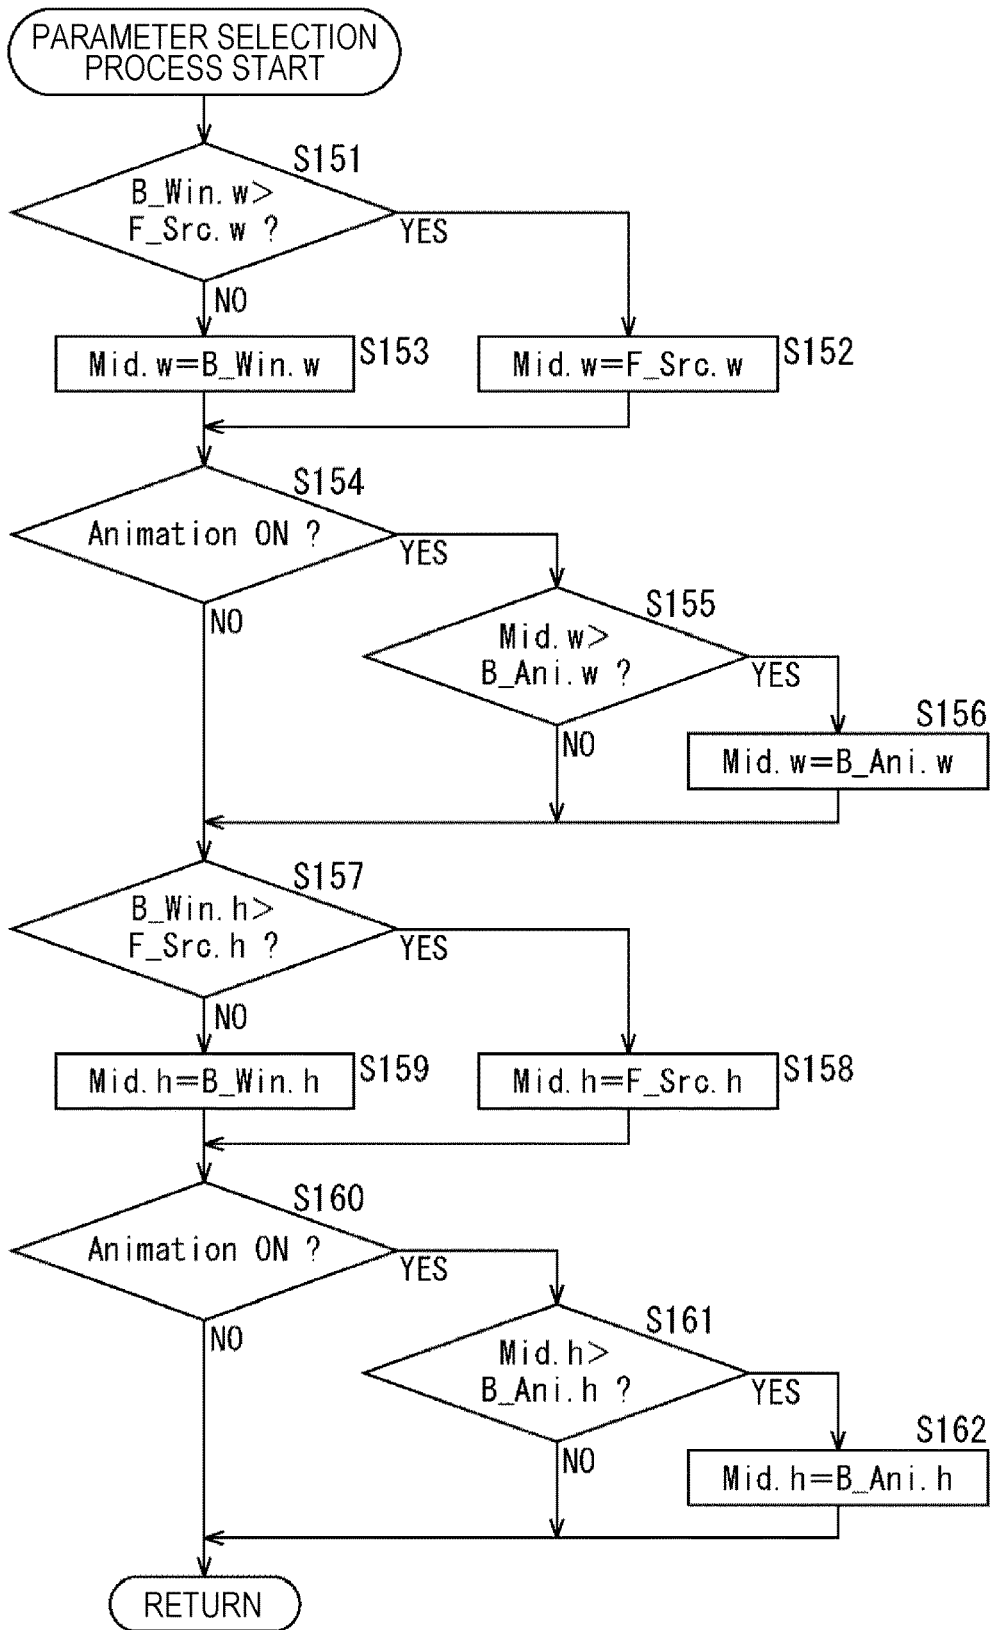 PARAMETER SELECTION
PROCESS START
S151
B_Win.w>
F_Src.w ?
YES
NO
Mid.w=B_Win.w
S153
Mid.w=F_Src.w
S152
S154
Animation ON ?
YES
NO
S155
Mid.w>
B_Ani.w ?
YES
NO
S156
Mid.w=B_Ani.w
S157
B_Win.h>
F_Src.h ?
YES
NO
Mid.h=B_Win.h
S159
Mid.h=F_Src.h
S158
S160
Animation ON ?
YES
NO
S161
Mid.h>
B_Ani.h ?
YES
NO
S162
Mid.h=B_Ani.h
RETURN